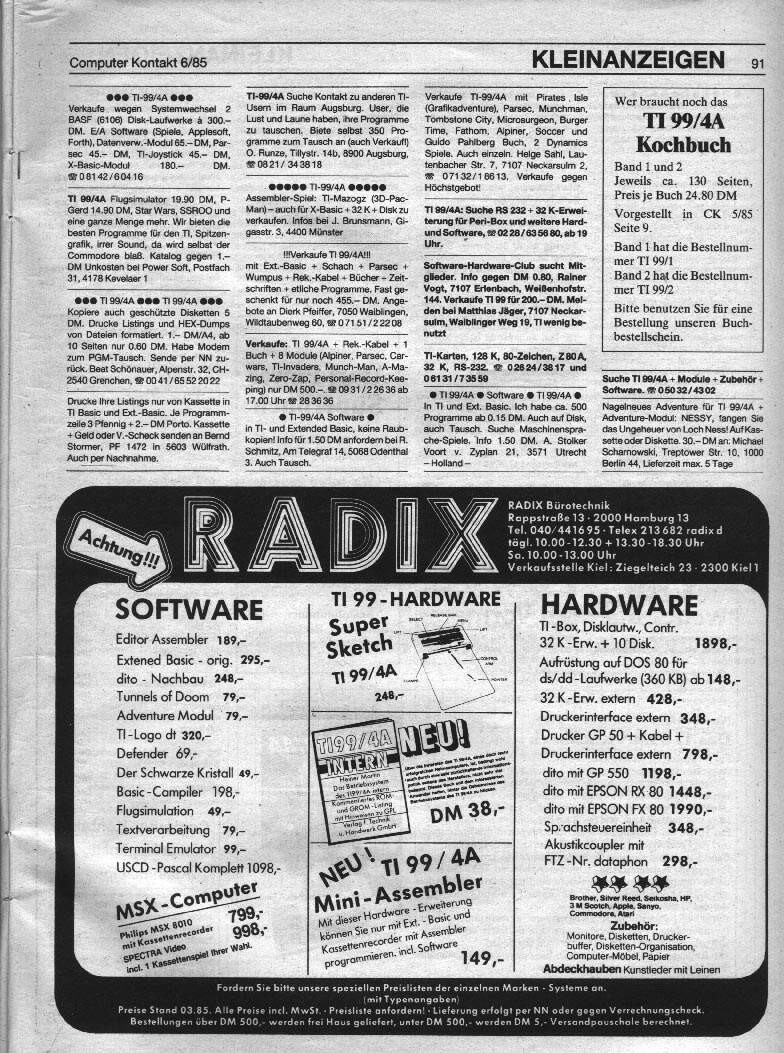 Computer Kontakt 6/85
KLEINANZEIGEN 91
●●● TI-99/4A ●●●
Verkaufe wegen Systemwechsel 2
BASF (6106) Disk-Laufwerke á 300.–
DM. E/A Software (Spiele, Applesoft,
Forth), Datenverw.-Modul 65.– DM, Par-
sec 45.– DM, TI-Joystick 45.– DM,
X-Basic-Modul 180.– DM.
☎ 0 81 42 / 6 04 16
TI 99/4A Flugsimulator 19.90 DM, P-
Gerd 14.90 DM, Star Wars, SSROO und
eine ganze Menge mehr. Wir bieten die
besten Programme für den TI, Spitzen-
grafik, irrer Sound, da wird selbst der
Commodore blaß. Katalog gegen 1.–
DM Unkosten bei Power Soft, Postfach
31, 4178 Kevelaer 1
●●● TI 99/4A ●●● TI 99/4A ●●●
Kopiere auch geschützte Disketten 5
DM. Drucke Listings und HEX-Dumps
von Dateien formatiert. 1.– DM/A4, ab
10 Seiten nur 0.60 DM. Habe Modem
zum PGM-Tausch. Sende per NN zu-
rück. Beat Schönauer, Alpenstr. 32, CH-
2540 Grenchen, ☎ 00 41 / 65 52 20 22
Drucke Ihre Listings nur von Kassette in
TI Basic und Ext.-Basic. Je Programm-
zeile 3 Pfennig + 2.– DM Porto. Kassette
+ Geld oder V.-Scheck senden an Bernd
Stormer, PF 1472 in 5603 Wülfrath.
Auch per Nachnahme.
TI-99/4A Suche Kontakt zu anderen TI-
Usern im Raum Augsburg. User, die
Lust und Laune haben, ihre Programme
zu tauschen. Biete selbst 350 Pro-
gramme zum Tausch an (auch Verkauf!)
O. Runze, Tillystr. 14b, 8900 Augsburg,
☎ 08 21 / 34 38 18
●●●●● TI-99/4A ●●●●●
Assembler-Spiel: TI-Mazogz (3D-Pac-
Man) – auch für X-Basic + 32 K + Disk zu
verkaufen. Infos bei J. Brunsmann, Gi-
gasstr. 3, 4400 Münster
!!!Verkaufe TI 99/4A!!!
mit Ext.-Basic + Schach + Parsec +
Wumpus + Rek.-Kabel + Bücher + Zeit-
schriften + etliche Programme. Fast ge-
schenkt für nur noch 455.– DM. Ange-
bote an Dierk Pfeiffer, 7050 Waiblingen,
Wildtaubenweg 60, ☎ 0 71 51 / 2 22 08
Verkaufe: TI 99/4A + Rek.-Kabel + 1
Buch + 8 Module (Alpiner, Parsec, Car-
wars, TI-Invaders, Munch-Man, A-Ma-
zing, Zero-Zap, Personal-Record-Kee-
ping) nur DM 500.–. ☎ 09 31 / 2 26 36 ab
17.00 Uhr ☎ 28 36 36
● TI-99/4A Software ●
in TI- und Extended Basic, keine Raub-
kopien! Info für 1.50 DM anfordern bei R.
Schmitz, Am Telegraf 14, 5068 Odenthal
3. Auch Tausch.
Verkaufe TI-99/4A mit Pirates Isle
(Grafikadventure), Parsec, Munchman,
Tombstone City, Microsurgeon, Burger
Time, Fathom, Alpiner, Soccer und
Guido Pahlberg Buch, 2 Dynamics
Spiele. Auch einzeln. Helge Sahl, Lau-
tenbacher Str. 7, 7107 Neckarsulm 2,
☎ 0 71 32 / 1 86 13. Verkaufe gegen
Höchstgebot!
TI 99/4A: Suche RS 232 + 32 K-Erwei-
terung für Peri-Box und weitere Hard-
und Software, ☎ 02 28 / 63 56 80, ab 19
Uhr.
Software-Hardware-Club sucht Mit-
glieder. Info gegen DM 0.80, Rainer
Vogt, 7107 Erlenbach, Weißenhofstr.
144. Verkaufe TI 99 für 200.– DM. Mel-
den bei Matthias Jäger, 7107 Neckar-
sulm, Waiblinger Weg 19, TI wenig be-
nutzt
TI-Karten, 128 K, 80-Zeichen, Z 80 A,
32 K, RS-232. ☎ 0 26 24 / 38 17 und
0 61 31 / 7 35 59
● TI 99/4A ● Software ● TI 99/4A ●
In TI und Ext. Basic. Ich habe ca. 500
Programme ab 0.15 DM. Auch auf Disk,
auch Tausch. Suche Maschinenspra-
che-Spiele. Info 1.50 DM. A. Stolker
Voort v. Zyplan 21, 3571 Utrecht
– Holland –
Wer braucht noch das
TI 99/4A
Kochbuch
Band 1 und 2
Jeweils ca. 130 Seiten,
Preis je Buch 24.80 DM
Vorgestellt in CK 5/85
Seite 9.
Band 1 hat die Bestellnum-
mer TI 99/1
Band 2 hat die Bestellnum-
mer TI 99/2
Bitte benutzen Sie für eine
Bestellung unseren Buch-
bestellschein.
Suche TI 99/4A + Module + Zubehör +
Software. ☎ 0 50 32 / 43 02
Nagelneues Adventure für TI 99/4A +
Adventure-Modul: NESSY, fangen Sie
das Ungeheuer von Loch Ness! Auf Kas-
sette oder Diskette. 30.– DM an: Michael
Scharnowski, Treptower Str. 10, 1000
Berlin 44, Lieferzeit max. 5 Tage
Achtung!!!
RADIX
RADIX Bürotechnik
Rappstraße 13 · 2000 Hamburg 13
Tel. 040/44 16 95 · Telex 213 682 radix d
tägl. 10.00 -12.30 + 13.30 -18.30 Uhr
Sa. 10.00 -13.00 Uhr
Verkaufsstelle Kiel: Ziegelteich 23 · 2300 Kiel 1
SOFTWARE
Editor Assembler 189,–
Extened Basic - orig. 295,–
dito - Nachbau 248,–
Tunnels of Doom 79,–
Adventure Modul 79,–
TI - Logo dt 320,–
Defender 69,–
Der Schwarze Kristall 49,–
Basic - Campiler 198,–
Flugsimulation 49,–
Textverarbeitung 79,–
Terminal Emulator 99,–
USCD - Pascal Komplett 1098,–
MSX - Computer
Philips MSX 8010
mit Kassettenrecorder 799,–
SPECTRA Video 998,–
incl. 1 Kassettenspiel Ihrer Wahl.
TI 99 - HARDWARE
Super
Sketch
TI 99/4A
248,–
SELECT
RELEASE BAR
MENU
LIFT
LIFT
CONTROL
ARM
POINTER
TI 99/4A
INTERN
Heiner Martin
Das Betriebssystem
des TI99/4A intern
Kommentiertes ROM-
und GROM - Listing
mit Hinweisen zu GPL
Verlag f. Technik
u. Handwerk GmbH
NEU!
DM 38,–
NEU!
TI 99 / 4A
Mini - Assembler
Mit dieser Hardware - Erweiterung
können Sie nur mit Ext. - Basic und
Kassettenrecorder mit Assembler
programmieren. incl. Software
149,–
HARDWARE
TI - Box, Disklautw., Contr.
32 K - Erw. + 10 Disk. 1898,–
Aufrüstung auf DOS 80 für
ds/dd - Laufwerke (360 KB) ab 148,–
32 K - Erw. extern 428,–
Druckerinterface extern 348,–
Drucker GP 50 + Kabel +
Druckerinterface extern 798,–
dito mit GP 550 1198,–
dito mit EPSON RX 80 1448,–
dito mit EPSON FX 80 1990,–
Sprachsteuereinheit 348,–
Akustikcoupler mit
FTZ - Nr. dataphon 298,–
Brother, Silver Reed, Seikosha, HP,
3 M Scotch, Apple, Sanyo,
Commodore, Atari
Zubehör:
Monitore, Disketten, Drucker-
buffer, Disketten-Organisation,
Computer-Möbel, Papier
Abdeckhauben Kunstleder mit Leinen
Fordern Sie bitte unsere speziellen Preislisten der einzelnen Marken - Systeme an.
(mit Typenangaben)
Preise Stand 03.85. Alle Preise incl. MwSt. · Preisliste anfordern! · Lieferung erfolgt per NN oder gegen Verrechnungscheck.
Bestellungen über DM 500,- werden frei Haus geliefert, unter DM 500,- werden DM 5,- Versandpauschale berechnet.